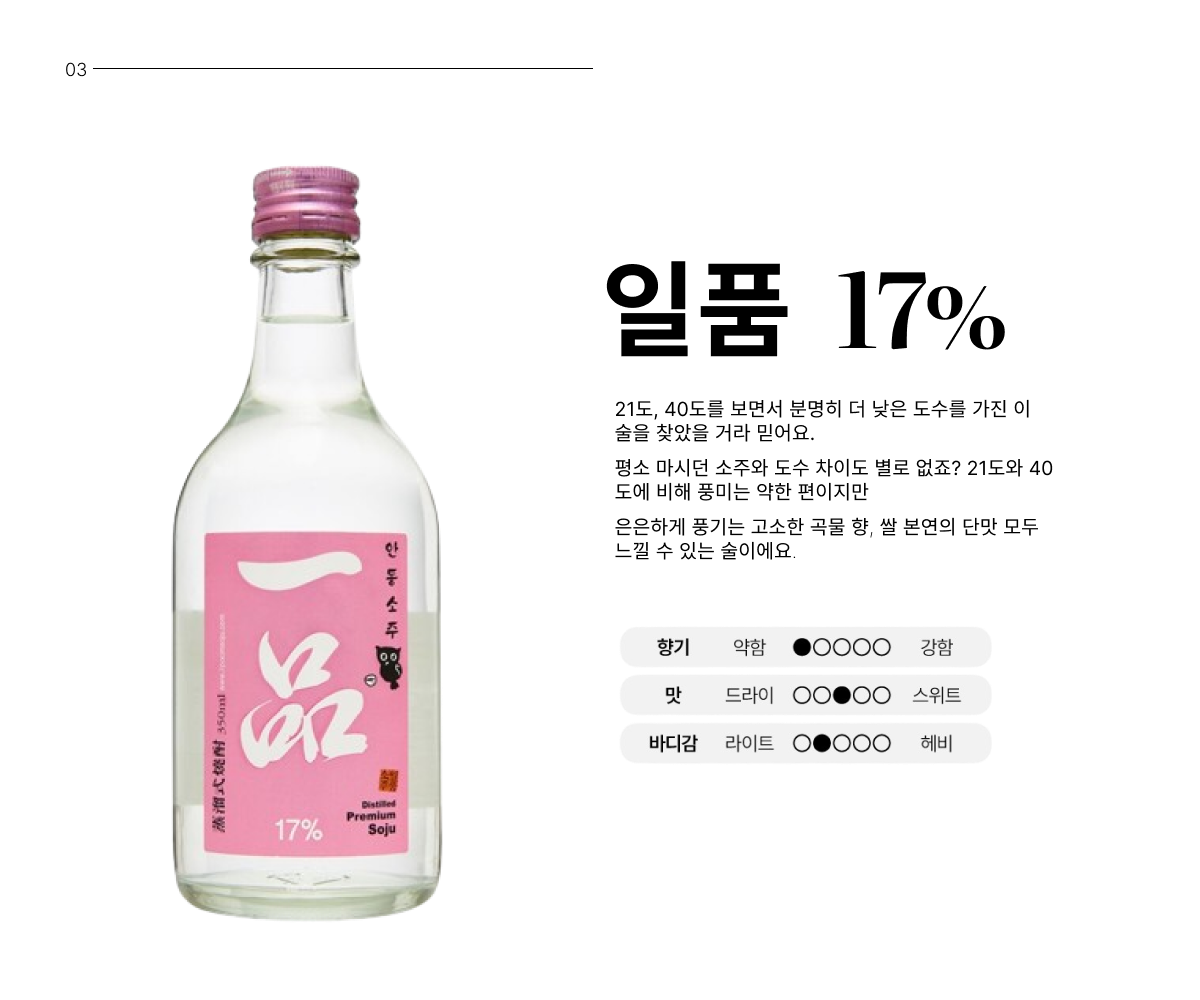 03
일품 17%
21도, 40도를 보면서 분명히 더 낮은 도수를 가진 이
술을 찾았을 거라 믿어요.
평소 마시던 소주와 도수 차이도 별로 없죠? 21도와 40
도에 비해 풍미는 약한 편이지만
은은하게 풍기는 고소한 곡물 향, 쌀 본연의 단맛 모두
느낄 수 있는 술이에요.
향기 약함 ●○○○○ 강함
맛 드라이 ○○●○○ 스위트
바디감 라이트 ○●○○○ 헤비
一品
안동소주
蒸溜式燒酎 350ml
17%
Distilled
Premium
Soju